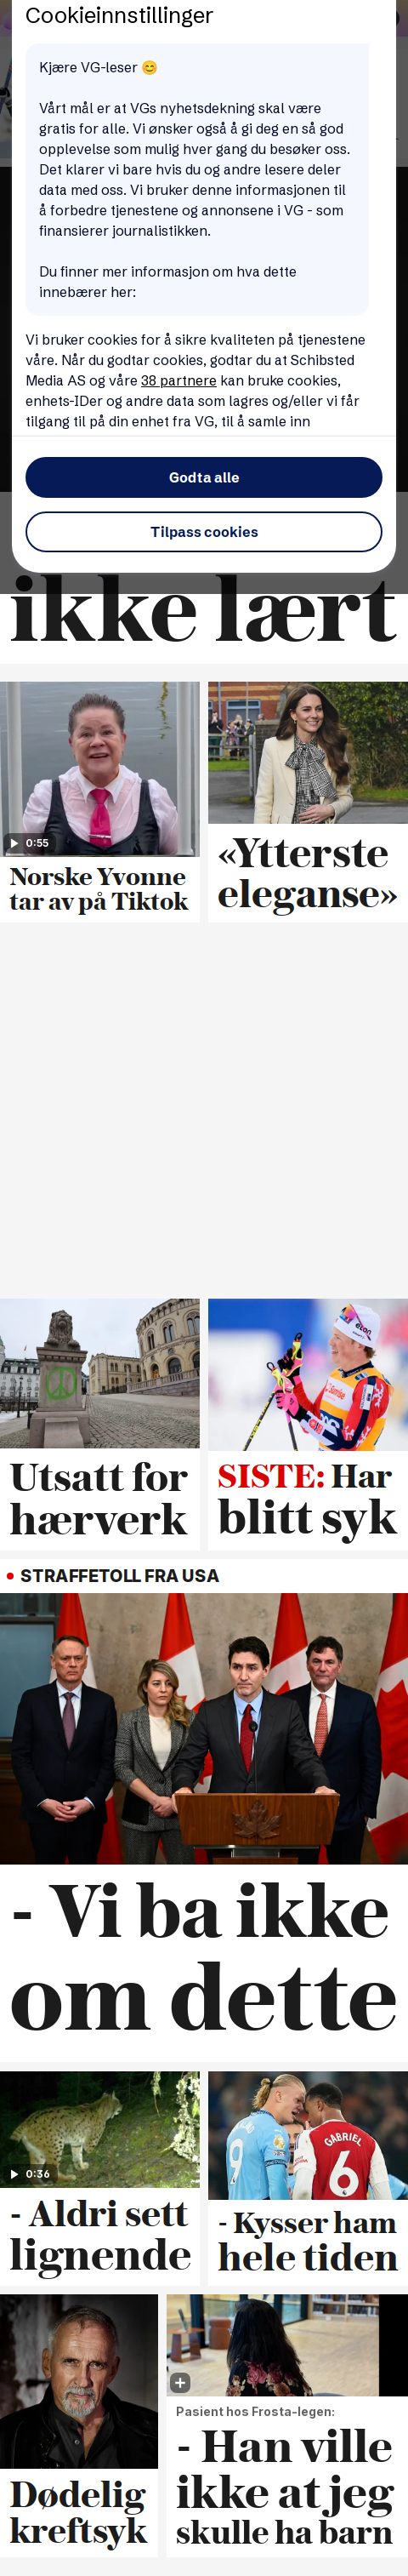 Cookieinnstillinger
Kjære VG-leser 😊
Vårt mål er at VGs nyhetsdekning skal være
gratis for alle. Vi ønsker også å gi deg en så god
opplevelse som mulig hver gang du besøker oss.
Det klarer vi bare hvis du og andre lesere deler
data med oss. Vi bruker denne informasjonen til
å forbedre tjenestene og annonsene i VG - som
finansierer journalistikken.
Du finner mer informasjon om hva dette
innebærer her:
Vi bruker cookies for å sikre kvaliteten på tjenestene
våre. Når du godtar cookies, godtar du at Schibsted
Media AS og våre 38 partnere kan bruke cookies,
enhets-IDer og andre data som lagres og/eller vi får
tilgang til på din enhet fra VG, til å samle inn
Godta alle
Tilpass cookies
ikke lært
0:55
Norske Yvonne
tar av på Tiktok
«Ytterste
eleganse»
Utsatt for
hærverk
SISTE: Har
blitt syk
STRAFFETOLL FRA USA
- Vi ba ikke
om dette
0:36
- Aldri sett
lignende
9
GABRIEL
6
- Kysser ham
hele tiden
Dødelig
kreftsyk
Pasient hos Frosta-legen:
- Han ville
ikke at jeg
skulle ha barn